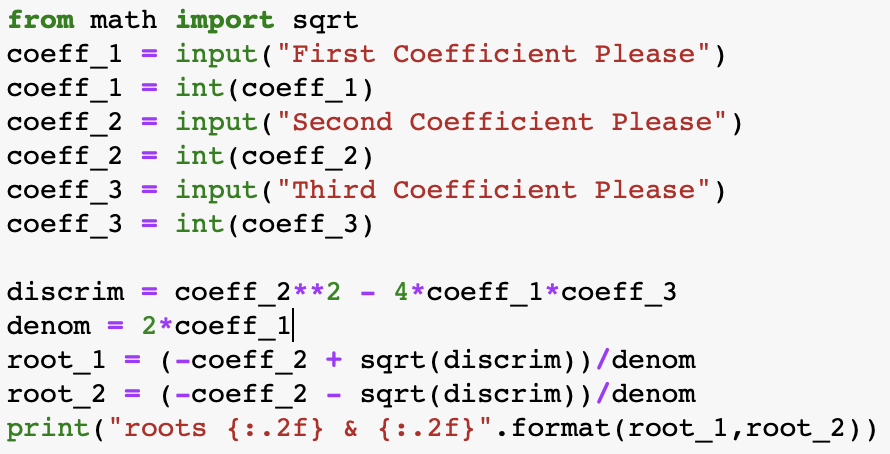 from math import sqrt
coeff_1 = input("First Coefficient Please")
coeff_1 = int(coeff_1)
coeff_2 = input("Second Coefficient Please")
coeff_2 = int(coeff_2)
coeff_3 = input("Third Coefficient Please")
coeff_3 = int(coeff_3)

discrim = coeff_2**2 - 4*coeff_1*coeff_3
denom = 2*coeff_1
root_1 = (-coeff_2 + sqrt(discrim))/denom
root_2 = (-coeff_2 - sqrt(discrim))/denom
print("roots {:.2f} & {:.2f}".format(root_1,root_2))